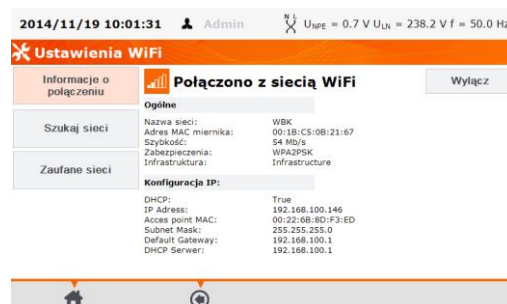 2014/11/19 10:01:31 Admin N L UNPE = 0.7 V ULN = 238.2 V f = 50.0 Hz
Ustawienia WiFi
Informacje o
połączeniu
Połączono z siecią WiFi
Wyłącz
Ogólne
Szukaj sieci
Nazwa sieci: WBK
Adres MAC miernika: 00:1B:C5:0B:21:67
Szybkość: 54 Mb/s
Zabezpieczenia: WPA2PSK
Infrastruktura: Infrastructure
Zaufane sieci
Konfiguracja IP:
DHCP: True
IP Adress: 192.168.100.146
Acces point MAC: 00:22:6B:8D:F3:ED
Subnet Mask: 255.255.255.0
Default Gateway: 192.168.100.1
DHCP Serwer: 192.168.100.1